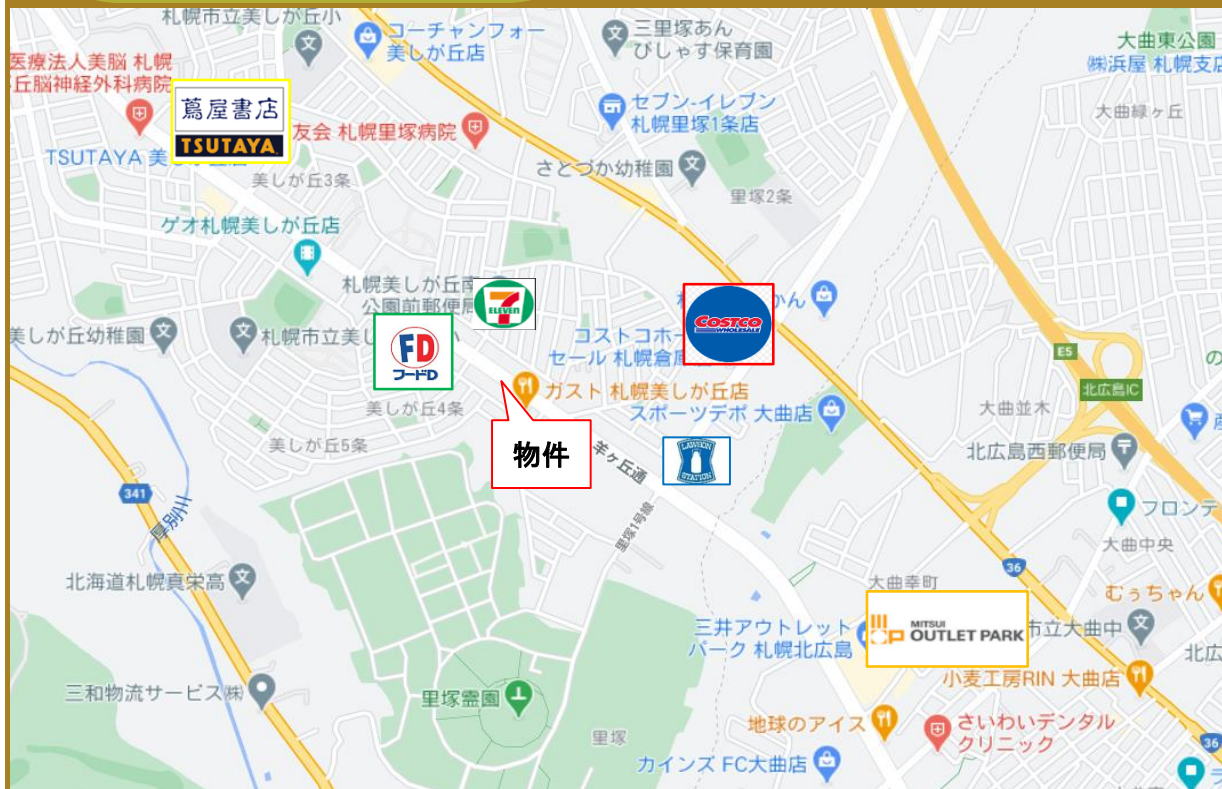 札幌市立美しが丘小
コーチャンフォー
美しが丘店
三里塚あん
びしゃす保育園
大曲東公園
㈱浜屋 札幌支店
医療法人美脳 札幌
丘脳神経外科病院
蔦屋書店
TSUTAYA
TSUTAYA 美
友会 札幌里塚病院
セブン-イレブン
札幌里塚1条店
大曲緑ヶ丘
さとづか幼稚園
美しが丘3条
里塚2条
ゲオ札幌美しが丘店
札幌美しが丘南
公園前郵便局
7
ELEVEN
かん
COSTCO
WHOLESALE
コストコホー
セール 札幌倉庫
美しが丘幼稚園
札幌市立美し
FD
フードD
ガスト 札幌美しが丘店
スポーツデポ 大曲店
E5
北広島IC
の
大曲並木
美しが丘4条
美しが丘5条
物件
羊ヶ丘通
LAWSON
STATION
北広島西郵便局
341
厚別川
里塚1号線
フロンテ
大曲中央
北海道札幌真栄高
36
大曲幸町
むぅちゃん
三井アウトレット
パーク 札幌北広島
MITSUI
OUTLET PARK
市立大曲中
北広
小麦工房RIN 大曲店
三和物流サービス㈱
里塚霊園
里塚
地球のアイス
さいわいデンタル
クリニック
36
カインズ FC大曲店